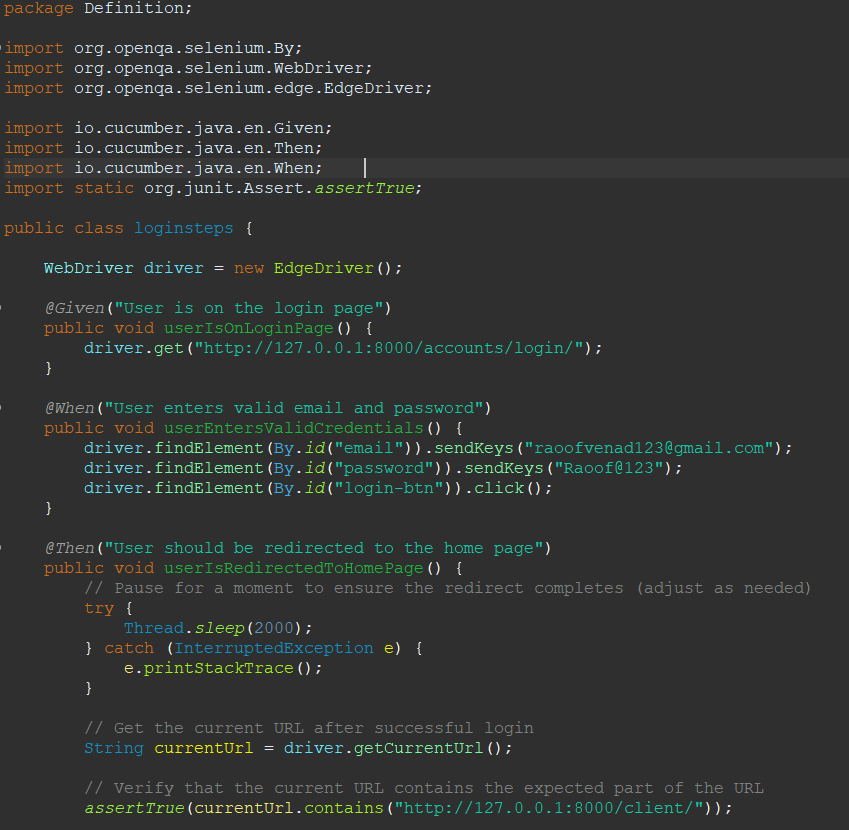 package Definition;
import org.openqa.selenium.By;
import org.openqa.selenium.WebDriver;
import org.openqa.selenium.edge.EdgeDriver;
import io.cucumber.java.en.Given;
import io.cucumber.java.en.Then;
import io.cucumber.java.en.When;
import static org.junit.Assert.assertTrue;
public class loginsteps {
WebDriver driver = new EdgeDriver();
@Given("User is on the login page")
public void userIsOnLoginPage() {
driver.get("http://127.0.0.1:8000/accounts/login/");
}
@When("User enters valid email and password")
public void userEntersValidCredentials() {
driver.findElement(By.id("email")).sendKeys("raoofvenad123@gmail.com");
driver.findElement(By.id("password")).sendKeys("Raoof@123");
driver.findElement(By.id("login-btn")).click();
}
@Then("User should be redirected to the home page")
public void userIsRedirectedToHomePage() {
// Pause for a moment to ensure the redirect completes (adjust as needed)
try {
Thread.sleep(2000);
} catch (InterruptedException e) {
e.printStackTrace();
}
// Get the current URL after successful login
String currentUrl = driver.getCurrentUrl();
// Verify that the current URL contains the expected part of the URL
assertTrue(currentUrl.contains("http://127.0.0.1:8000/client/"));